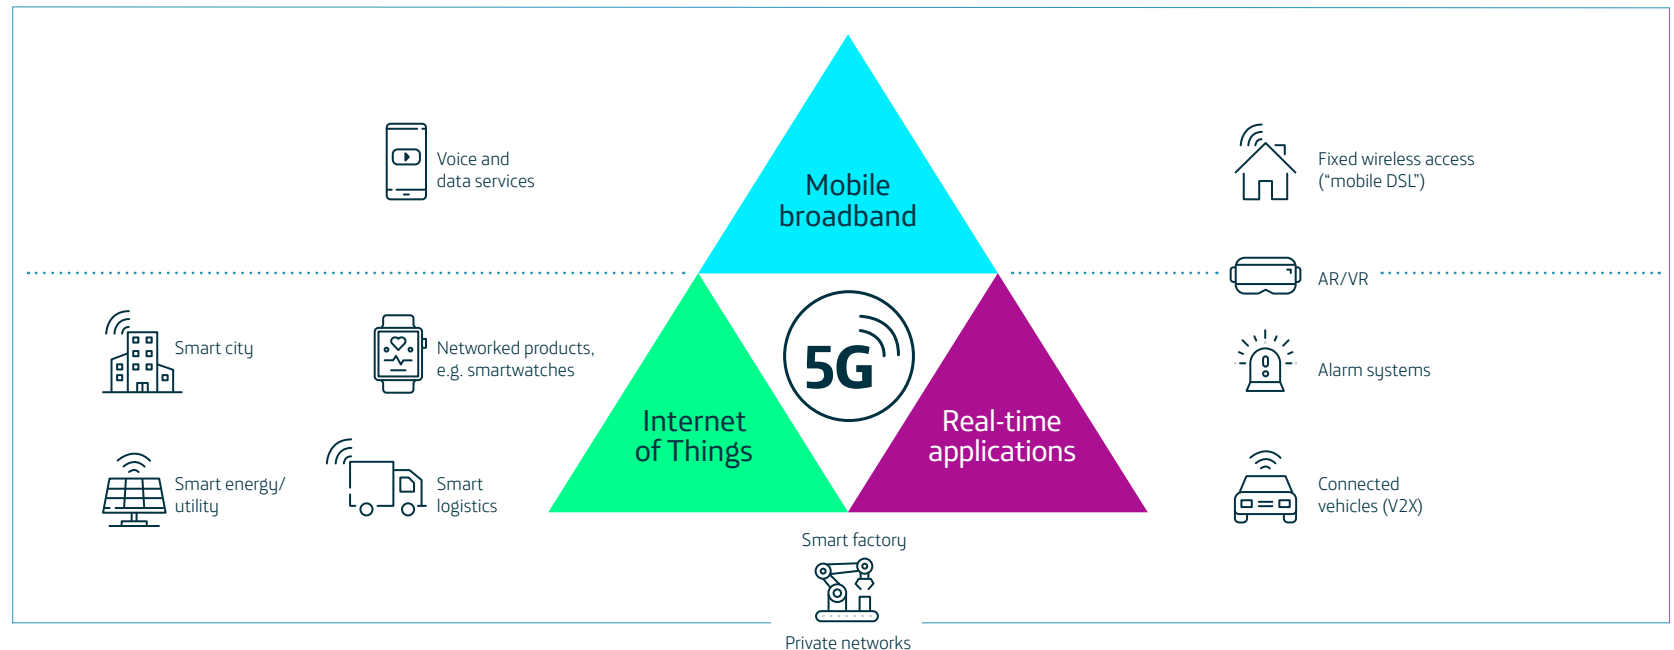 Mobile
broadband
Voice and
data services
Fixed wireless access
(“mobile DSL”)
AR/VR
Smart city
Networked products,
e.g. smartwatches
5G
Alarm systems
Internet
of Things
Real-time
applications
Smart energy/
utility
Smart
logistics
Connected
vehicles (V2X)
Smart factory
Private networks